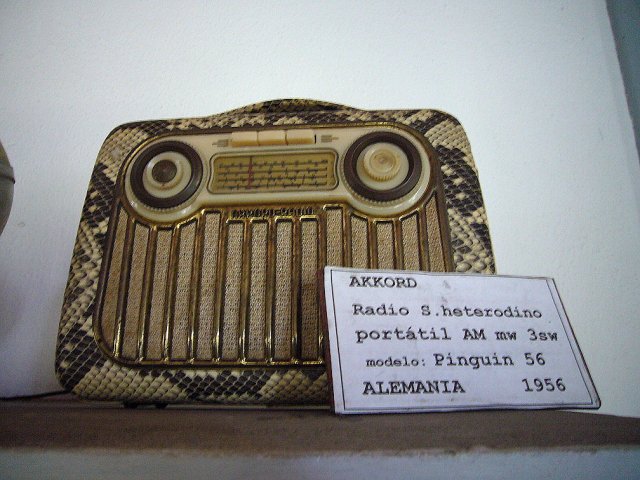 AKKORD
Radio S.heterodino
portátil AM mw 3sw
modelo: Pinguin 56
ALEMANIA 1956